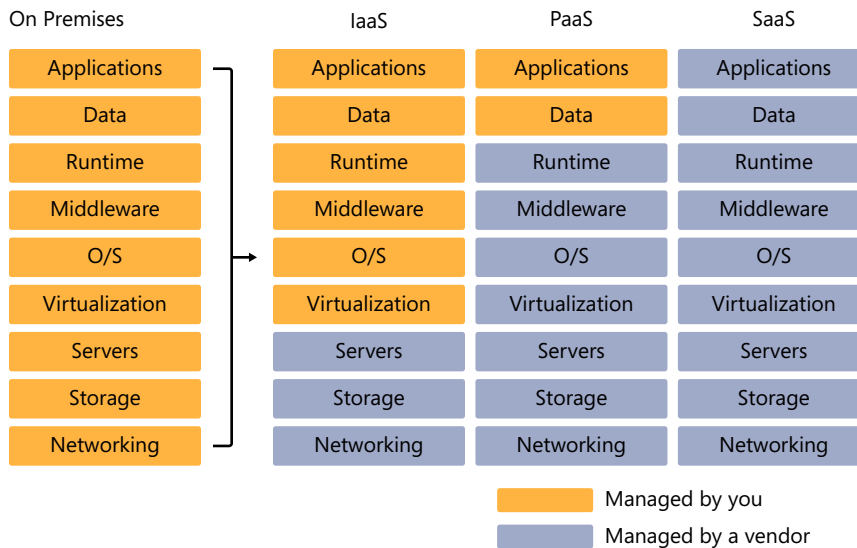 On Premises IaaS PaaS SaaS
Applications Applications Applications Applications
Data Data Data Data
Runtime Runtime Runtime Runtime
Middleware Middleware Middleware Middleware
O/S O/S O/S O/S
Virtualization Virtualization Virtualization Virtualization
Servers Servers Servers Servers
Storage Storage Storage Storage
Networking Networking Networking Networking
Managed by you
Managed by a vendor